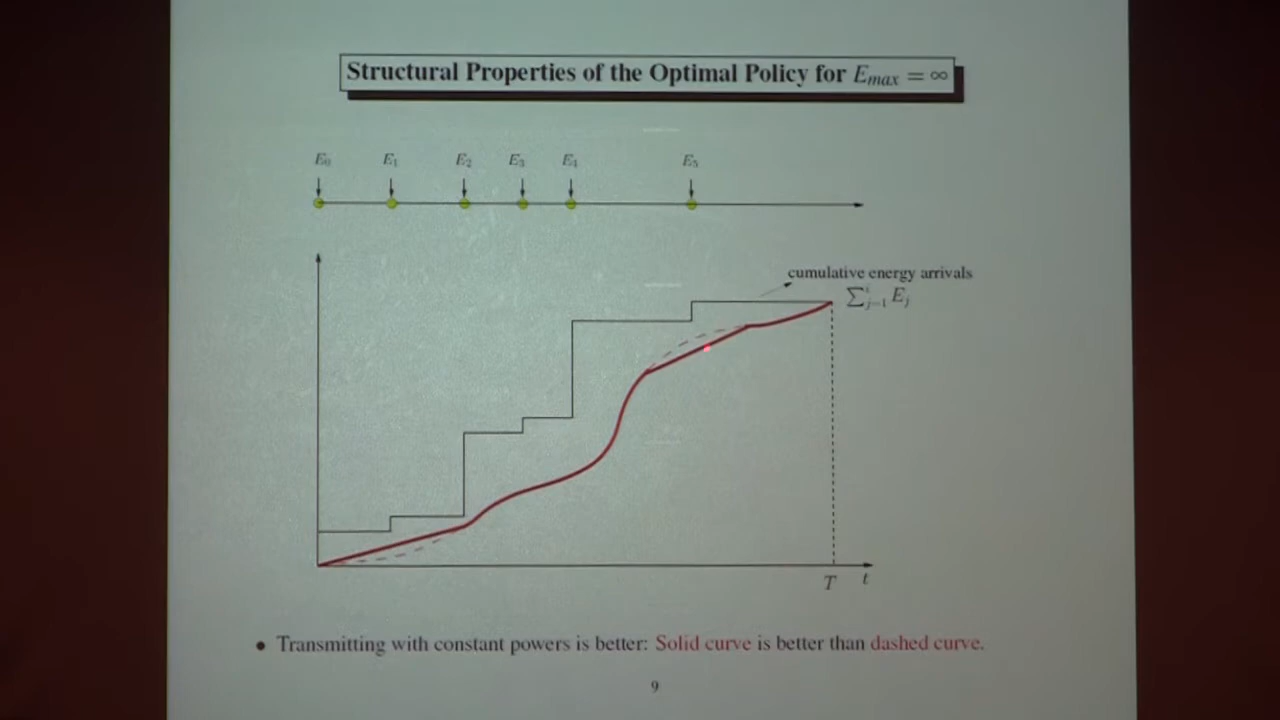 Structural Properties of the Optimal Policy for E_max = ∞
E_0 E_1 E_2 E_3 E_4 E_5
cumulative energy arrivals
∑_{j=1}^{i} E_j
T t
• Transmitting with constant powers is better: Solid curve is better than dashed curve.
9